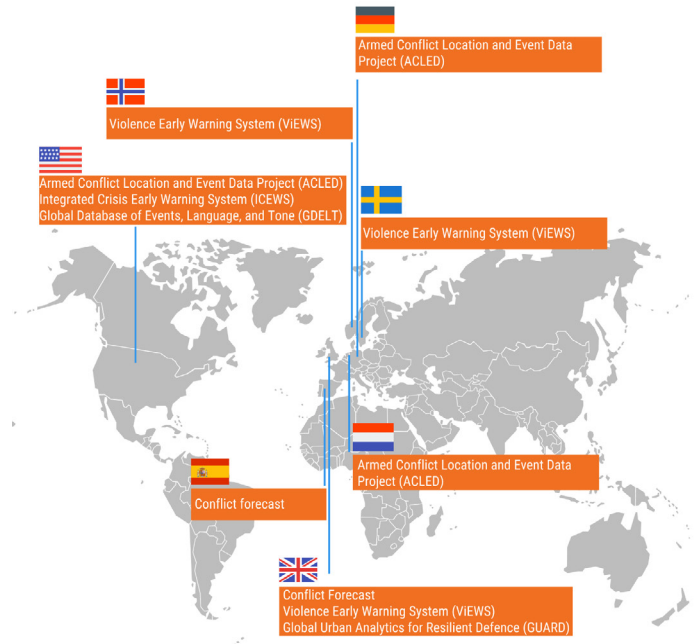 Armed Conflict Location and Event Data
Project (ACLED)
Violence Early Warning System (ViEWS)
Armed Conflict Location and Event Data Project (ACLED)
Integrated Crisis Early Warning System (ICEWS)
Global Database of Events, Language, and Tone (GDELT)
Violence Early Warning System (ViEWS)
Armed Conflict Location and Event Data
Project (ACLED)
Conflict forecast
Conflict Forecast
Violence Early Warning System (ViEWS)
Global Urban Analytics for Resilient Defence (GUARD)